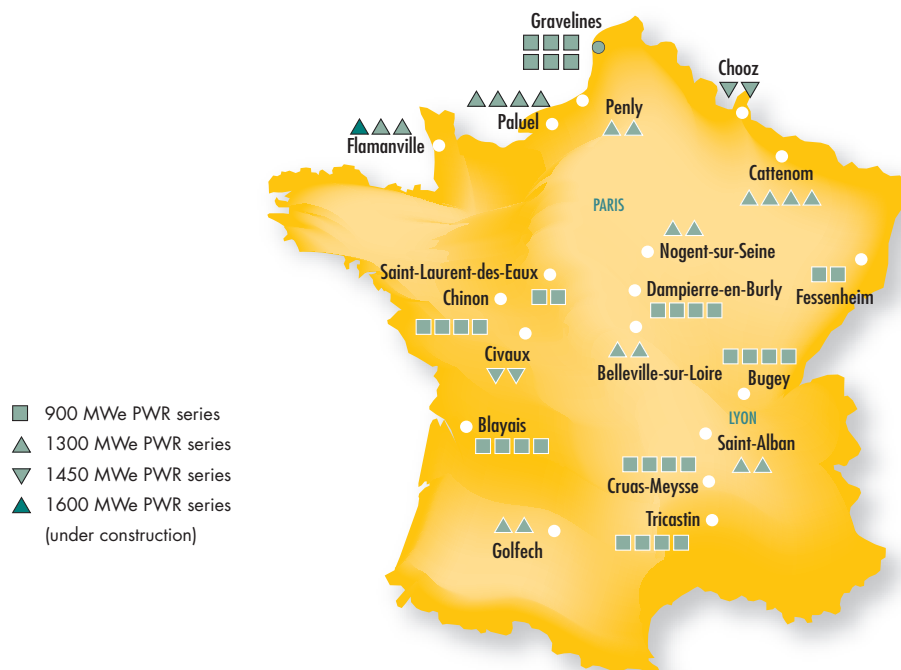 Gravelines
Chooz
Penly
Paluel
Flamanville
Cattenom
PARIS
Nogent-sur-Seine
Saint-Laurent-des-Eaux
Dampierre-en-Burly
Chinon
Fessenheim
Civaux
Belleville-sur-Loire
Bugey
900 MWe PWR series
LYON
Blayais
1300 MWe PWR series
Saint-Alban
1450 MWe PWR series
Cruas-Meysse
1600 MWe PWR series
(under construction)
Tricastin
Golfech